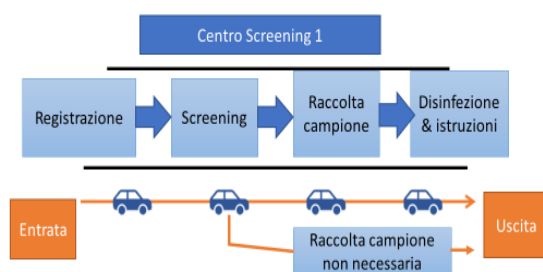 Centro Screening 1
Registrazione
Screening
Raccolta
campione
Disinfezione
& istruzioni
Entrata
Raccolta campione
non necessaria
Uscita